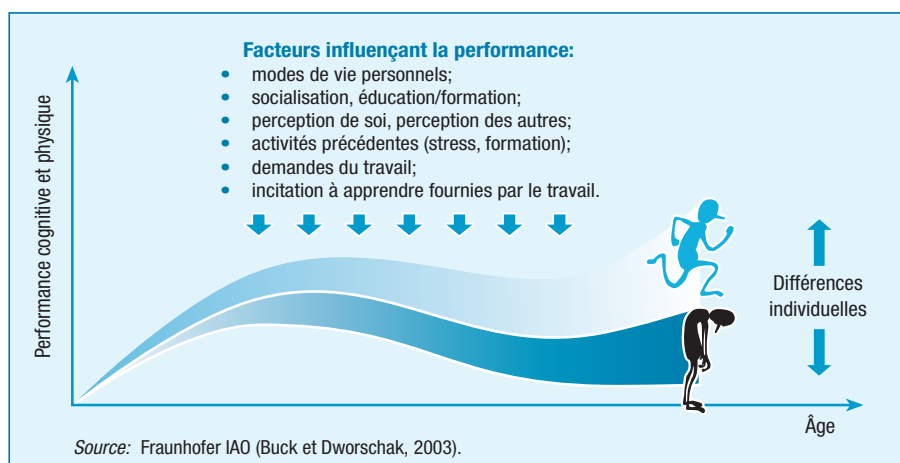 Facteurs influençant la performance:
• modes de vie personnels;
• socialisation, éducation/formation;
• perception de soi, perception des autres;
• activités précédentes (stress, formation);
• demandes du travail;
• incitation à apprendre fournies par le travail.
Performance cognitive et physique
Différences
individuelles
Âge
Source: Fraunhofer IAO (Buck et Dworschak, 2003).